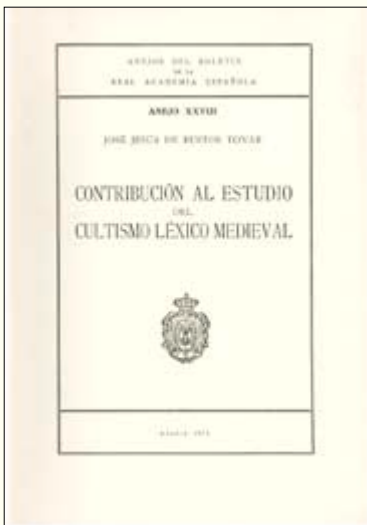 ANEJOS DEL BOLETIN
DE LA
REAL ACADEMIA ESPAÑOLA
ANEJO XXVIII
JOSÉ JESÚS DE BUSTOS TOVAR
CONTRIBUCIÓN AL ESTUDIO
DEL
CULTISMO LÉXICO MEDIEVAL
MADRID